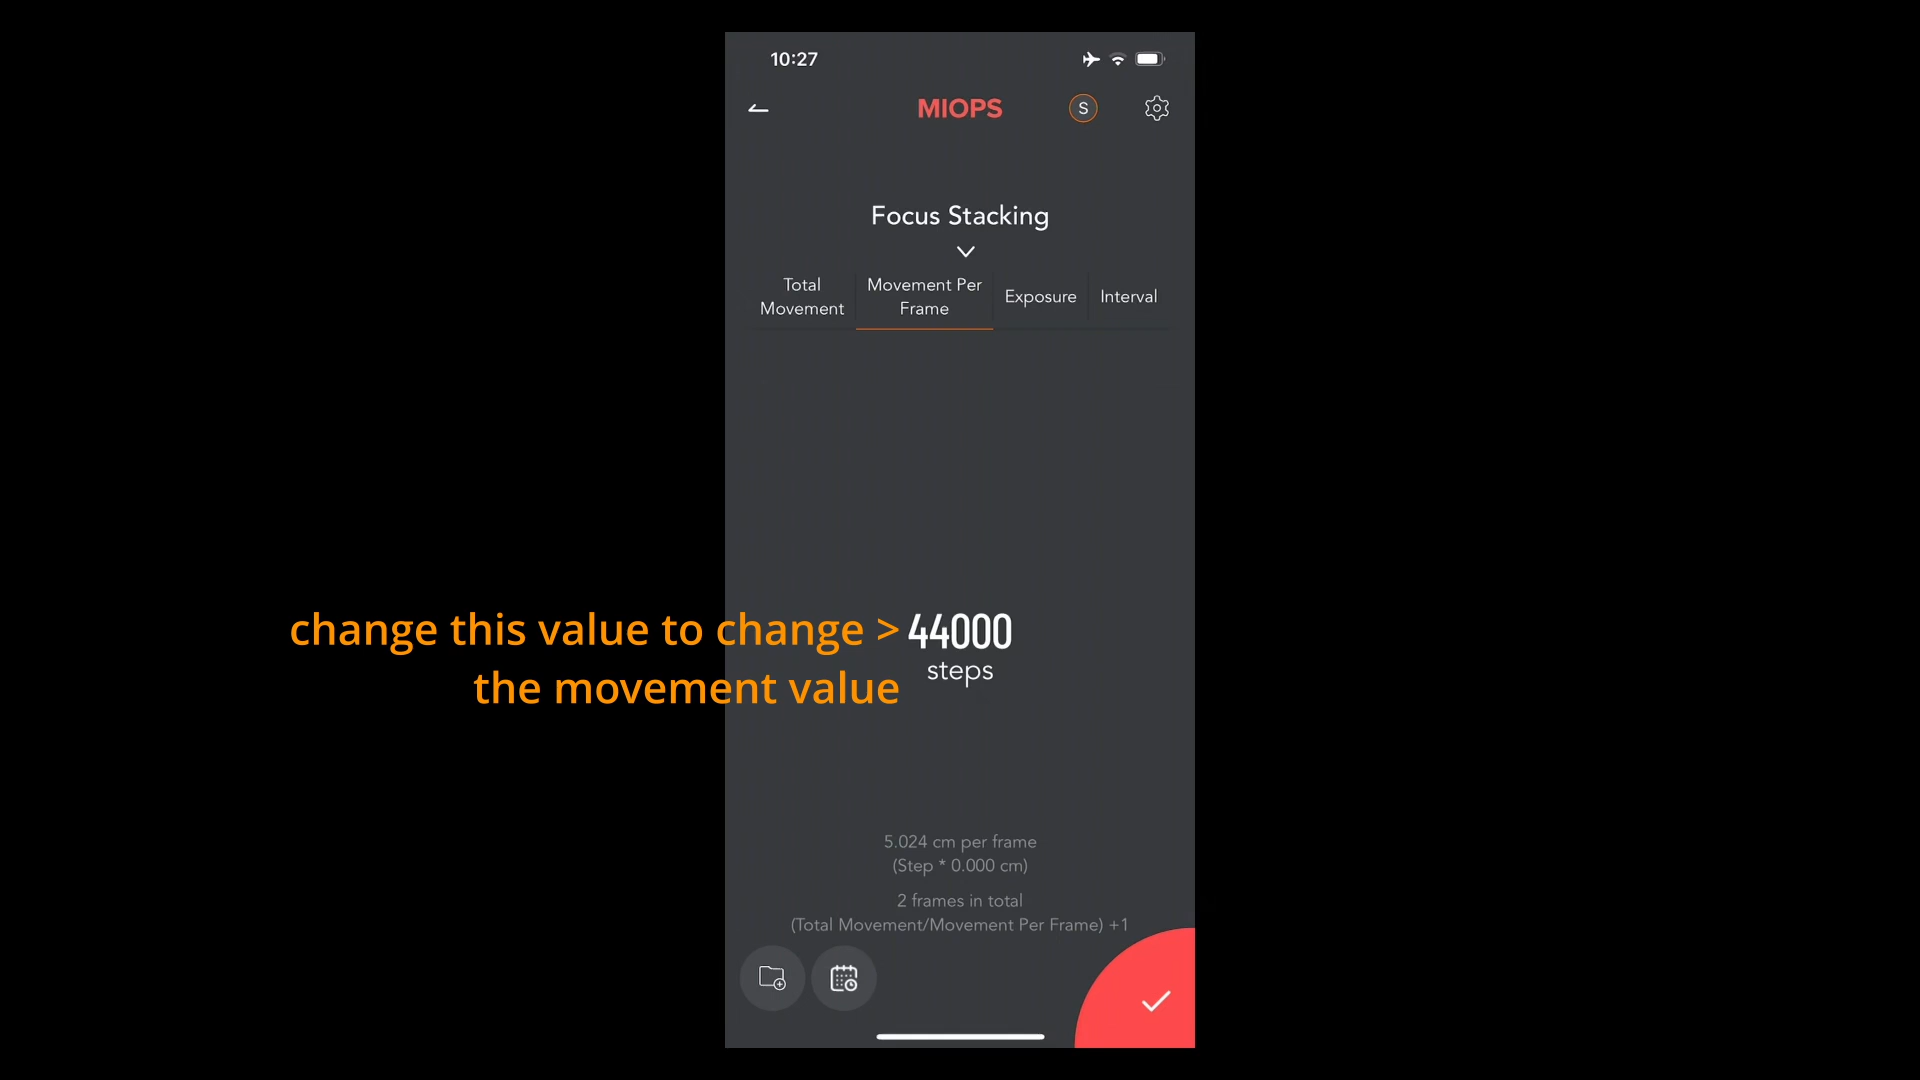 10:27
MIOPS
S
Focus Stacking
Total Movement
Movement Per Frame
Exposure
Interval
change this value to change >
the movement value
44000
steps
5.024 cm per frame
(Step * 0.000 cm)
2 frames in total
(Total Movement/Movement Per Frame) +1